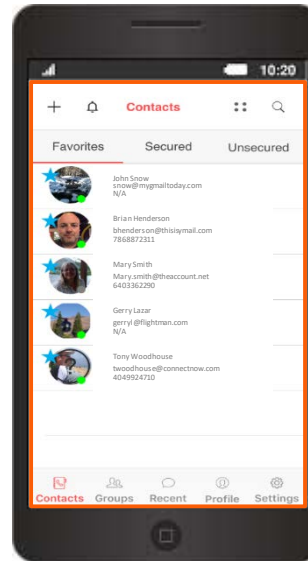 10:20
Contacts
Favorites Secured Unsecured
John Snow
snow@mygmailtoday.com
N/A
Brian Henderson
bhenderson@thisisymail.com
7868872311
Mary Smith
Mary.smith@theaccount.net
6403362290
Gerry Lazar
gerryl@flightman.com
N/A
Tony Woodhouse
twoodhouse@connectnow.com
4049924710
Contacts Groups Recent Profile Settings